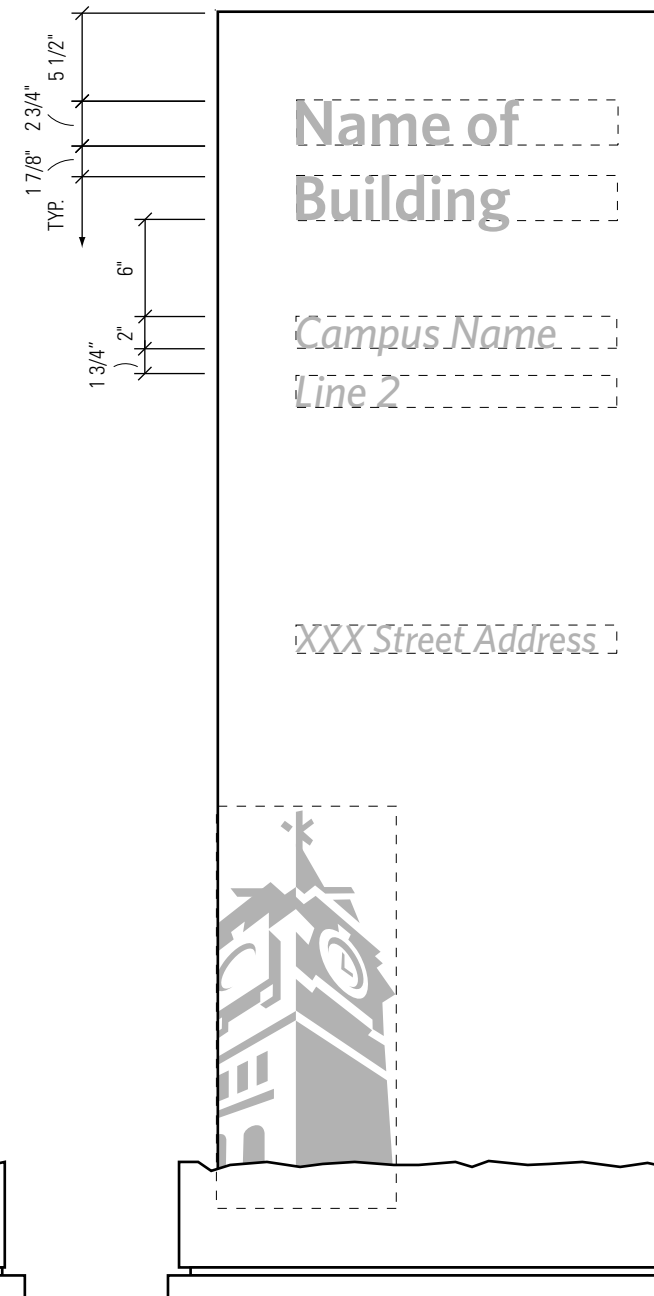 5 1/2"
2 3/4"
1 7/8"
TYP.
6"
2"
1 3/4”
Name of
Building
Campus Name
Line 2
XXX Street Address